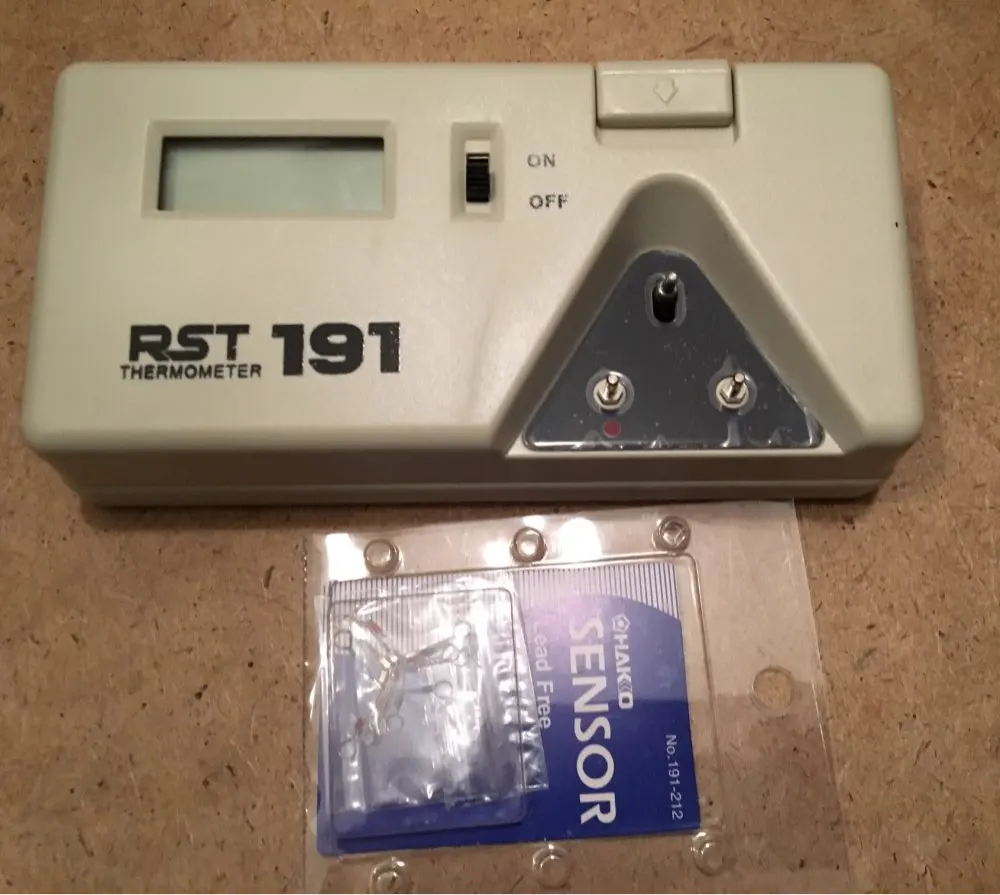 ON
OFF
RST 191
THERMOMETER
HAKKO
SENSOR
Lead Free
No.191-212